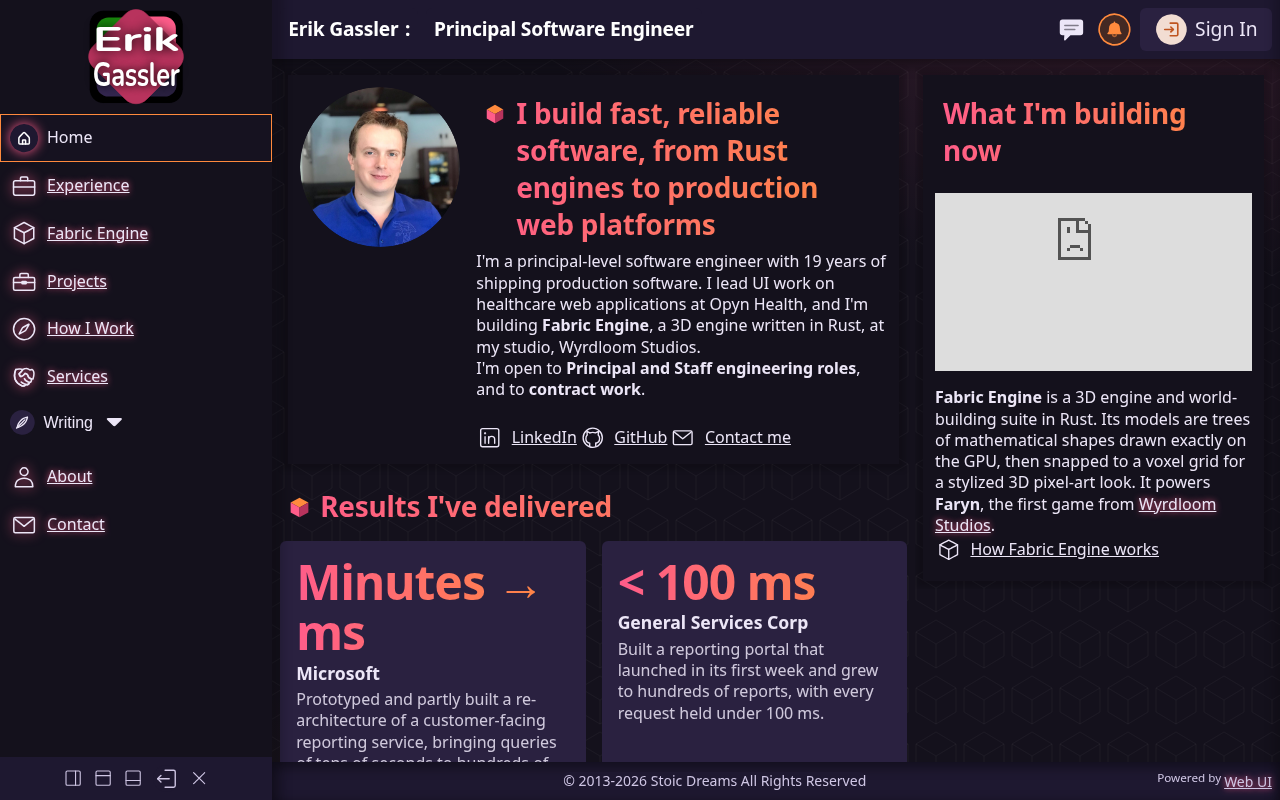 Erik
Gassler
Home
Experience
Fabric Engine
Projects
How I Work
Services
Writing
About
Contact
Erik Gassler :
Principal Software Engineer
Sign In
I build fast, reliable
software, from Rust
engines to production
web platforms
I'm a principal-level software engineer with 19 years of
shipping production software. I lead UI work on
healthcare web applications at Opyn Health, and I'm
building Fabric Engine, a 3D engine written in Rust, at
my studio, Wyrdloom Studios.
I'm open to Principal and Staff engineering roles,
and to contract work.
LinkedIn
GitHub
Contact me
Results I've delivered
Minutes →
ms
Microsoft
Prototyped and partly built a re-
architecture of a customer-facing
reporting service, bringing queries
of tens of seconds to hundreds of
< 100 ms
General Services Corp
Built a reporting portal that
launched in its first week and grew
to hundreds of reports, with every
request held under 100 ms.
What I'm building
now
Fabric Engine is a 3D engine and world-
building suite in Rust. Its models are trees
of mathematical shapes drawn exactly on
the GPU, then snapped to a voxel grid for
a stylized 3D pixel-art look. It powers
Faryn, the first game from Wyrdloom
Studios.
How Fabric Engine works
© 2013-2026 Stoic Dreams All Rights Reserved
Powered by Web UI